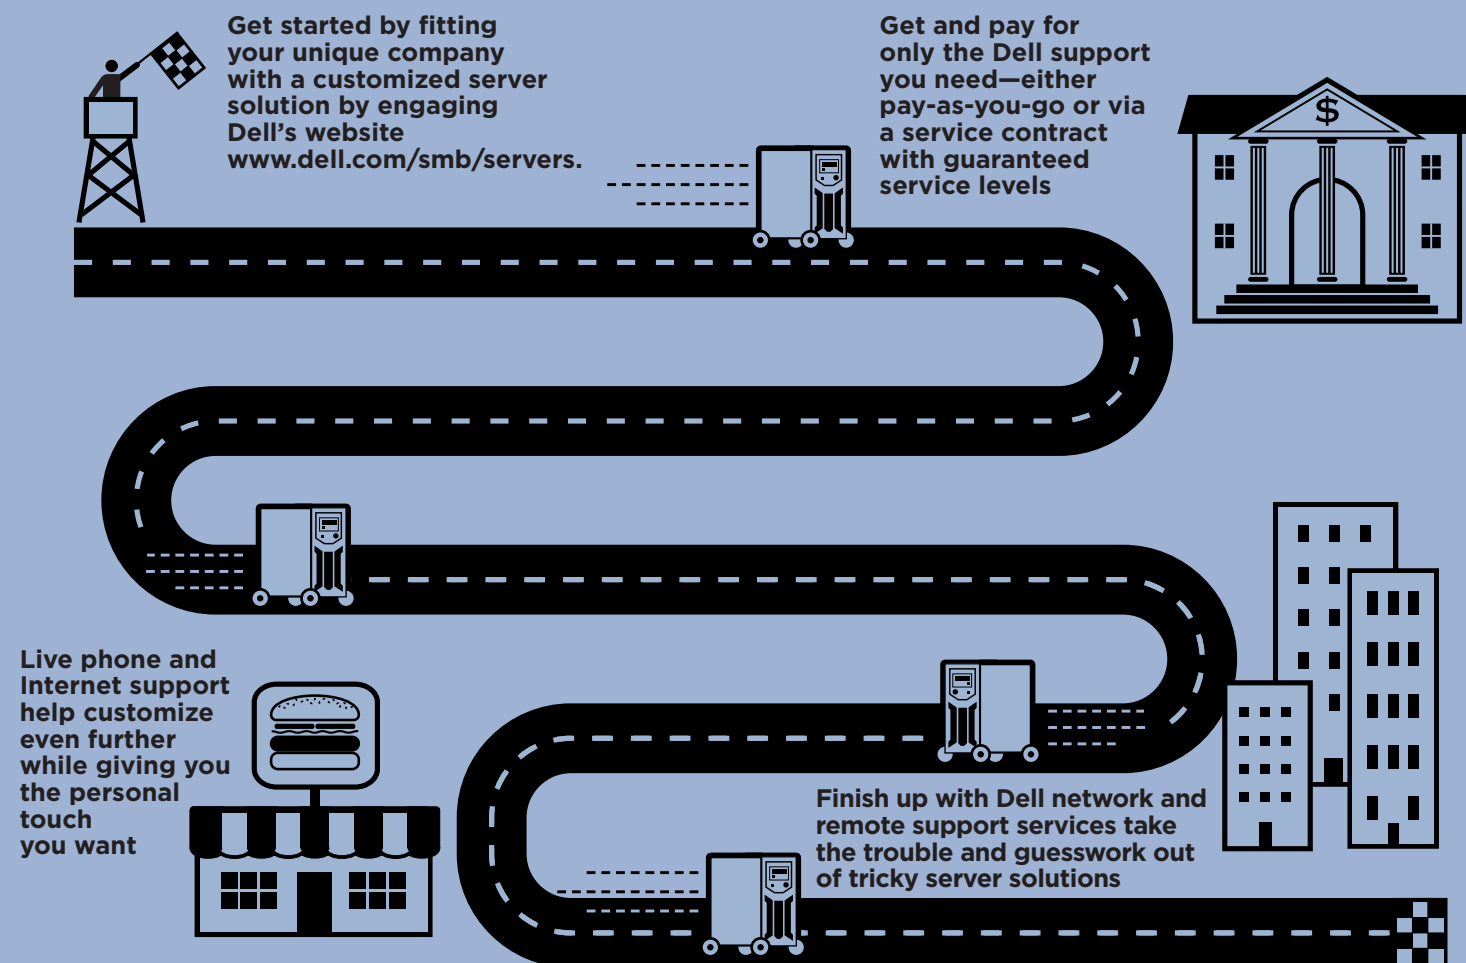 Get started by fitting
your unique company
with a customized server
solution by engaging
Dell’s website
www.dell.com/smb/servers.
Get and pay for
only the Dell support
you need—either
pay-as-you-go or via
a service contract
with guaranteed
service levels
$
Live phone and
Internet support
help customize
even further
while giving you
the personal
touch
you want
Finish up with Dell network and
remote support services take
the trouble and guesswork out
of tricky server solutions